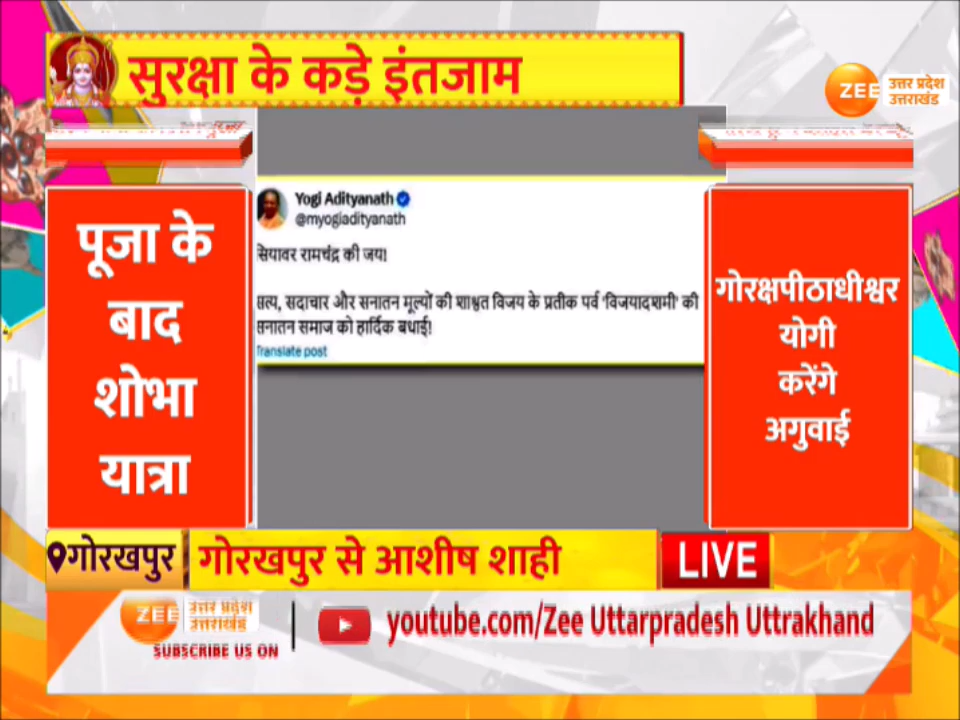 सुरक्षा के कड़े इंतजाम
ZEE उत्तर प्रदेश
उत्तराखंड
पूजा के
बाद
शोभा
यात्रा
Yogi Adityanath
@myogiadityanath
सियावर रामचंद्र की जय!
सत्य, सदाचार और सनातन मूल्यों की शाश्वत विजय के प्रतीक पर्व 'विजयादशमी' की
सनातन समाज को हार्दिक बधाई!
Translate post
गोरक्षपीठाधीश्वर
योगी
करेंगे
अगुवाई
गोरखपुर
गोरखपुर से आशीष शाही
LIVE
ZEE उत्तर प्रदेश
उत्तराखंड
SUBSCRIBE US ON
youtube.com/Zee Uttarpradesh Uttrakhand